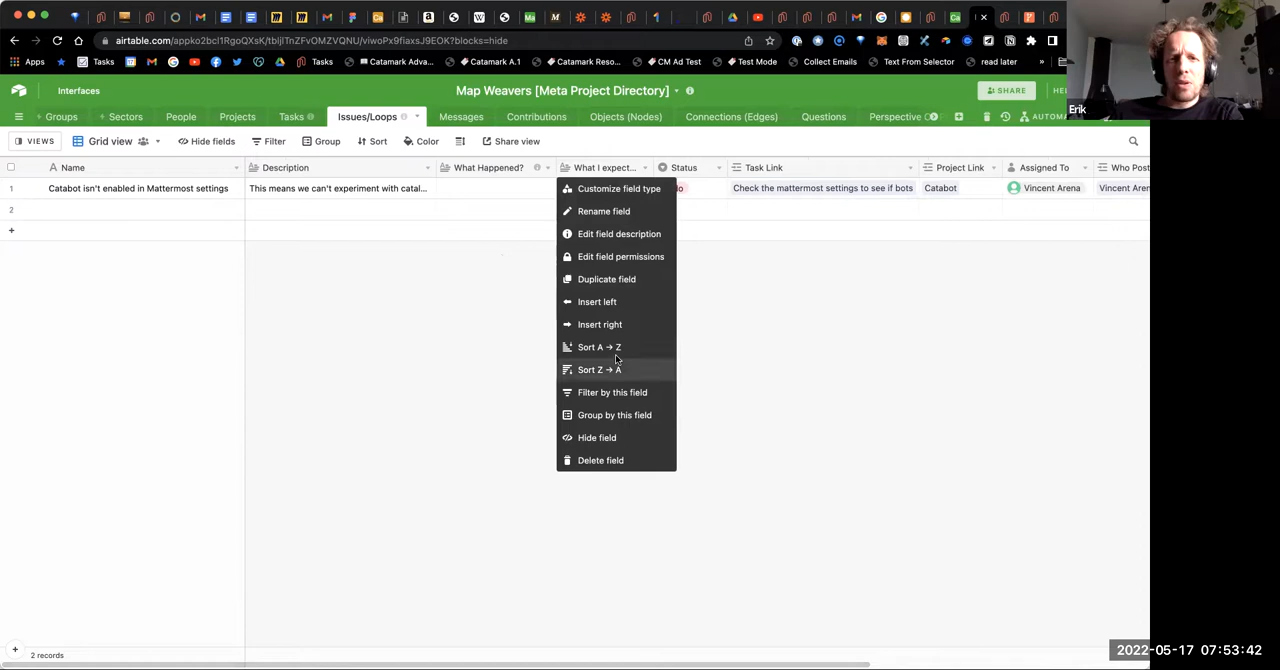 airtable.com/appko2bcl1RgoQXsK/tbljiTnZFvOMZVQNU/viwoPx9fiaxsJ9EOK?blocks=hide
Apps
Tasks
Tasks
Catamark Adva...
Catamark A.1
Catamark Reso...
CM Ad Test
Test Mode
Collect Emails
Text From Selector
read later
»
Erik
Interfaces
Map Weavers [Meta Project Directory]
SHARE
HEL
Groups
Sectors
People
Projects
Tasks
Issues/Loops
Messages
Contributions
Objects (Nodes)
Connections (Edges)
Questions
Perspective C
AUTOMA
VIEWS
Grid view
Hide fields
Filter
Group
Sort
Color
Share view
Name
Description
What Happened?
What I expect...
Status
Task Link
Project Link
Assigned To
Who Post
1
Catabot isn't enabled in Mattermost settings
This means we can't experiment with catal...
Check the mattermost settings to see if bots
Catabot
Vincent Arena
Vincent Aren
2
+
Customize field type
Rename field
Edit field description
Edit field permissions
Duplicate field
Insert left
Insert right
Sort A → Z
Sort Z → A
Filter by this field
Group by this field
Hide field
Delete field
+
2 records
2022-05-17 07:53:42